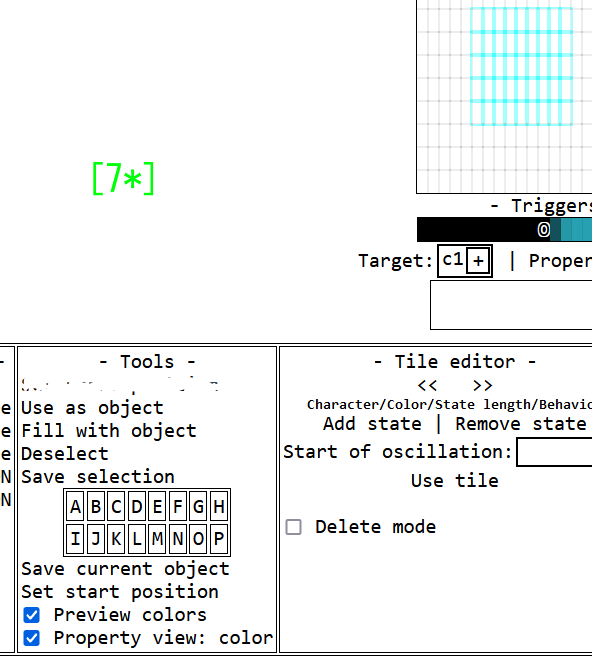 [7*]
- Triggers
0
Target: c1 + | Proper
- Tools -
- Tile editor -
<< >>
Character/Color/State length/Behavio
Add state | Remove state
Start of oscillation:
Use tile
Delete mode
e
e
e
N
N
Use as object
Fill with object
Deselect
Save selection
A B C D E F G H
I J K L M N O P
Save current object
Set start position
Preview colors
Property view: color